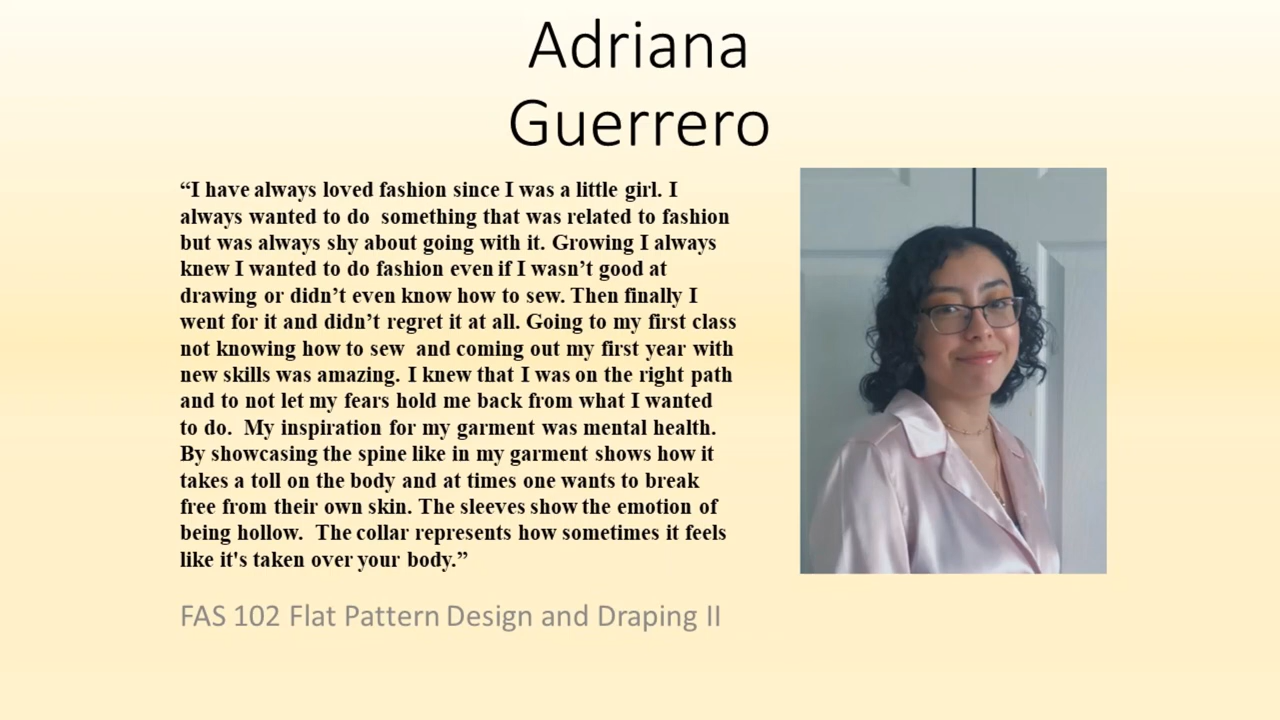 Adriana
Guerrero
“I have always loved fashion since I was a little girl. I
always wanted to do  something that was related to fashion
but was always shy about going with it. Growing I always
knew I wanted to do fashion even if I wasn’t good at
drawing or didn’t even know how to sew. Then finally I
went for it and didn’t regret it at all. Going to my first class
not knowing how to sew  and coming out my first year with
new skills was amazing. I knew that I was on the right path
and to not let my fears hold me back from what I wanted
to do.  My inspiration for my garment was mental health.
By showcasing the spine like in my garment shows how it
takes a toll on the body and at times one wants to break
free from their own skin. The sleeves show the emotion of
being hollow.  The collar represents how sometimes it feels
like it's taken over your body.”
FAS 102 Flat Pattern Design and Draping II